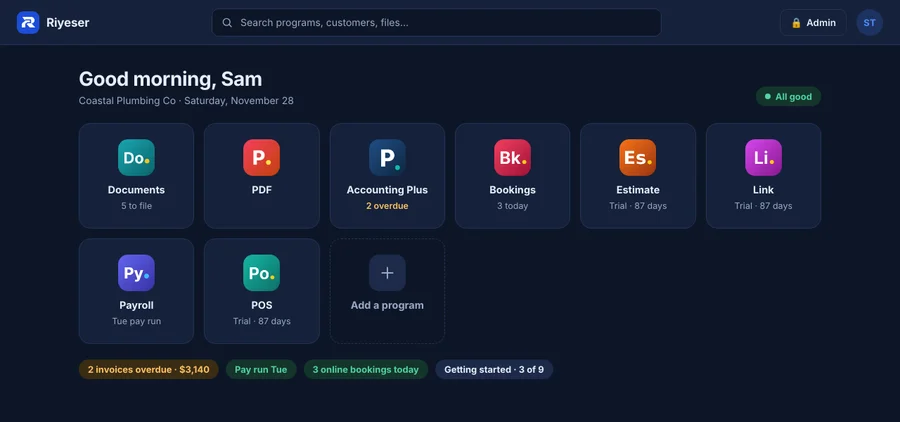 R Riyeser
Search programs, customers, files...
🔒 Admin
ST
Good morning, Sam
Coastal Plumbing Co · Saturday, November 28
All good
Do.
Documents
5 to file
P.
PDF
P.
Accounting Plus
2 overdue
Bk.
Bookings
3 today
Es.
Estimate
Trial · 87 days
Li.
Link
Trial · 87 days
Py.
Payroll
Tue pay run
Po.
POS
Trial · 87 days
+
Add a program
2 invoices overdue · $3,140
Pay run Tue
3 online bookings today
Getting started · 3 of 9